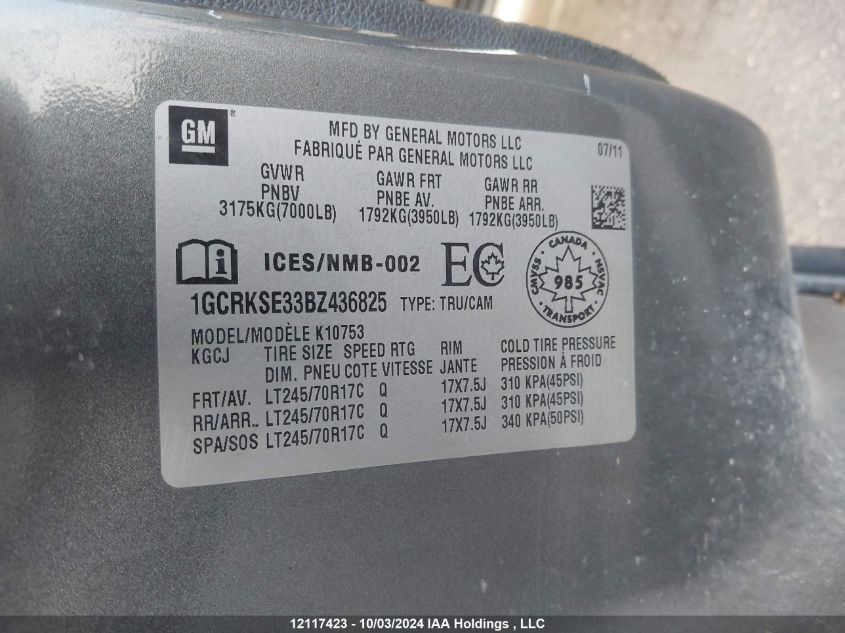 GM ®
MFD BY GENERAL MOTORS LLC
FABRIQUÉ PAR GENERAL MOTORS LLC
07/11
GVWR GAWR FRT GAWR RR
PNBV PNBE AV. PNBE ARR.
3175KG(7000LB) 1792KG(3950LB) 1792KG(3950LB)
i ICES/NMB-002 EC
CANADA
CMVSS 985 NSVAC
TRANSPORT
1GCRKSE33BZ436825 TYPE: TRU/CAM
MODEL/MODÈLE K10753
KGCJ TIRE SIZE SPEED RTG RIM COLD TIRE PRESSURE
DIM. PNEU COTE VITESSE JANTE PRESSION À FROID
FRT/AV. LT245/70R17C Q 17X7.5J 310 KPA(45PSI)
RR/ARR. LT245/70R17C Q 17X7.5J 310 KPA(45PSI)
SPA/SOS LT245/70R17C Q 17X7.5J 340 KPA(50PSI)
12117423 - 10/03/2024 IAA Holdings , LLC